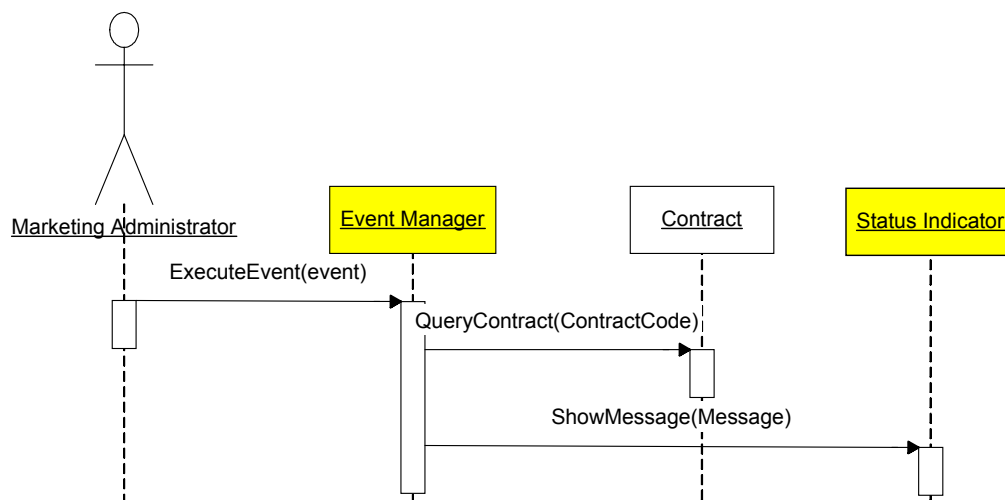 Marketing Administrator
Event Manager
Contract
Status Indicator
ExecuteEvent(event)
QueryContract(ContractCode)
ShowMessage(Message)